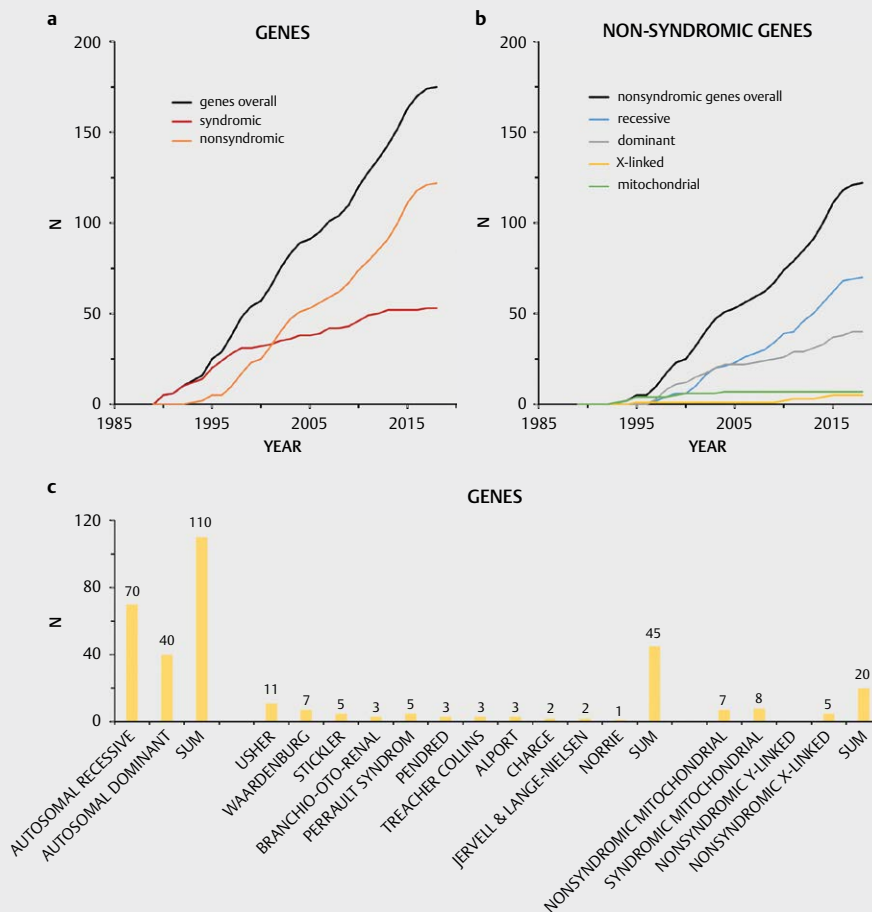 a
GENES
200
150
100
50
0
N
genes overall
syndromic
nonsyndromic
1985
1995
2005
2015
YEAR
b
NON-SYNDROMIC GENES
200
150
100
50
0
N
nonsyndromic genes overall
recessive
dominant
X-linked
mitochondrial
1985
1995
2005
2015
YEAR
c
GENES
120
80
40
0
N
70
40
110
11
7
5
3
5
3
3
3
2
2
1
45
7
8
5
20
AUTOSOMAL RECESSIVE
AUTOSOMAL DOMINANT
SUM
USHER
WAARDENBURG
STICKLER
BRANCHIO-OTO-RENAL
PERRAULT SYNDROM
PENDRED
TREACHER COLLINS
ALPORT
CHARGE
JERVELL & LANGE-NIELSEN
NORRIE
SUM
NONSYNDROMIC MITOCHONDRIAL
SYNDROMIC MITOCHONDRIAL
NONSYNDROMIC Y-LINKED
NONSYNDROMIC X-LINKED
SUM